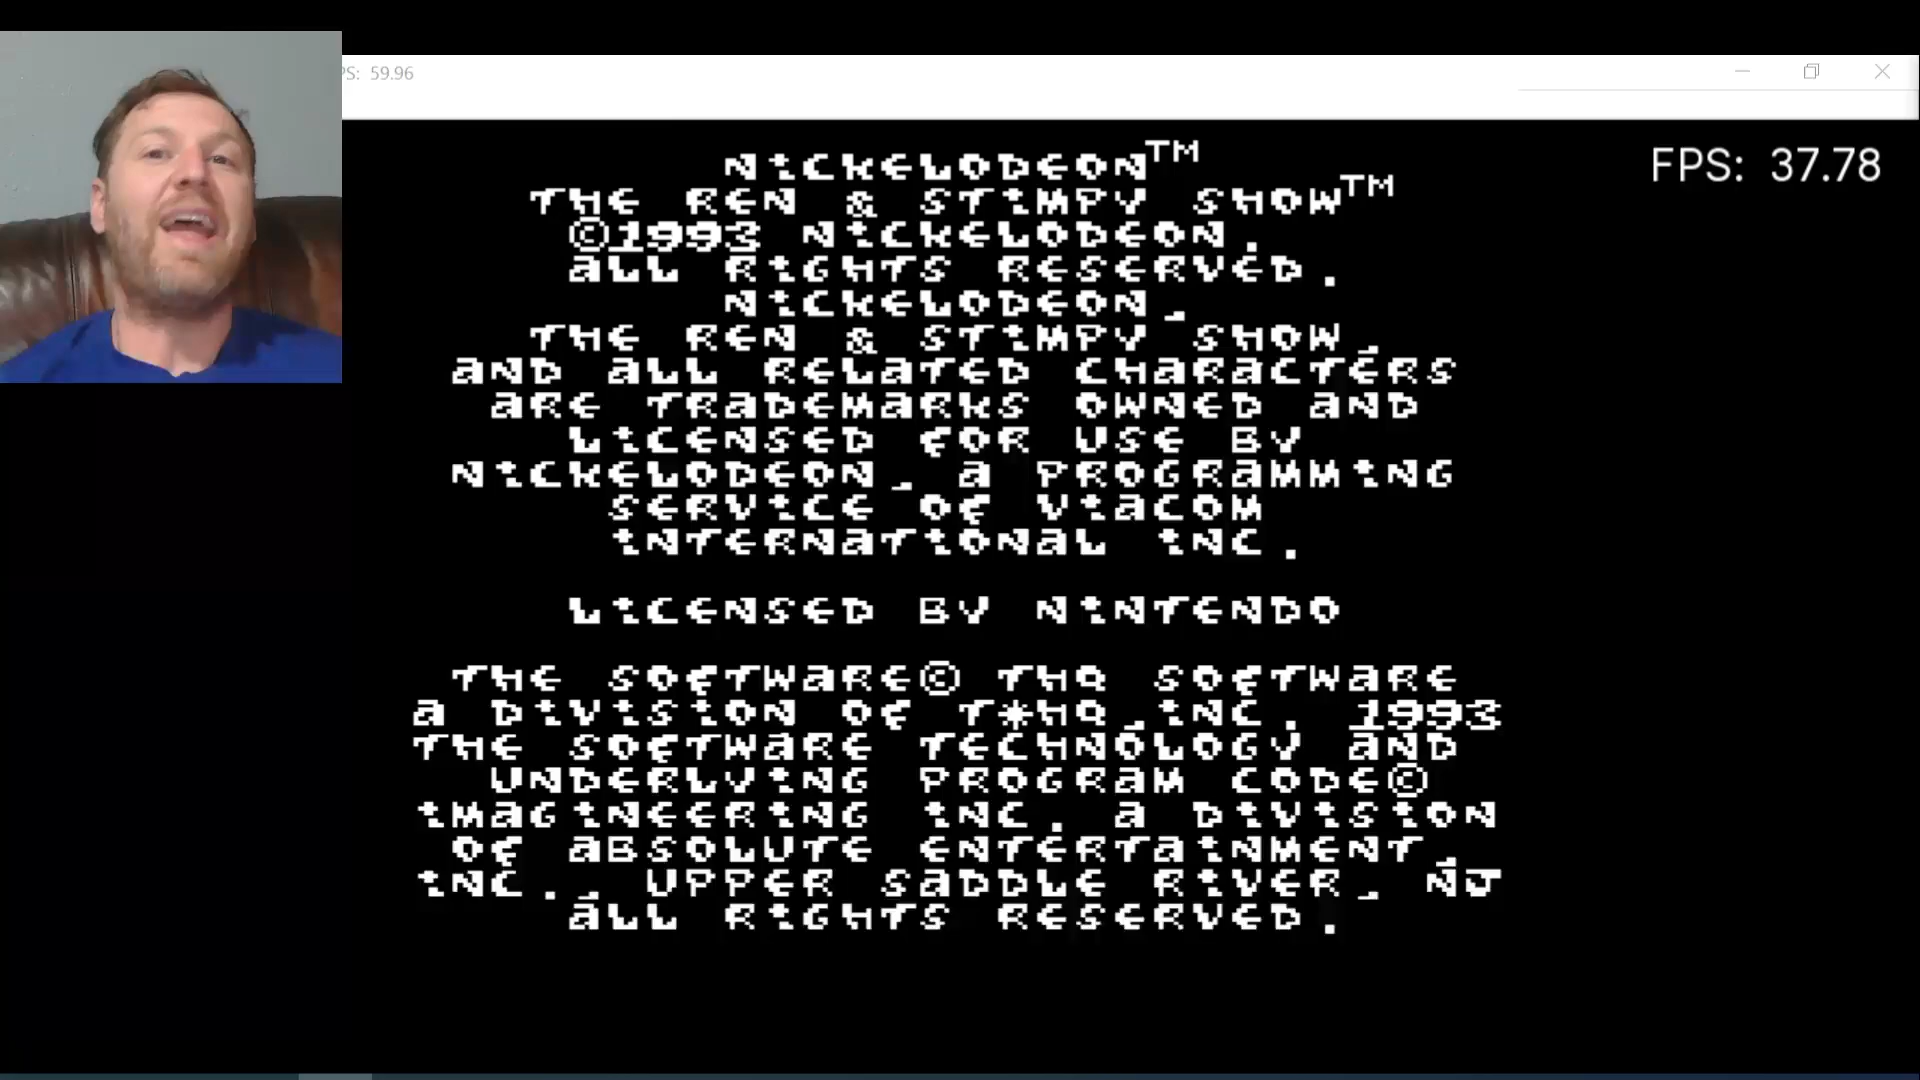 PS: 59.96
FPS: 37.78
NiCKELODEON™
THE REN & STiMPY SHOW™
©1993 NiCKELODEON.
aLL RiGHTS RESERVED.
NiCKELODEON,
THE REN & STiMPY SHOW,
aND aLL RELaTED CHaRaCTERS
aRE TRaDEMaRKS OWNED aND
LiCENSED FOR USE BY
NiCKELODEON, a PROGRaMMiNG
SERViCE OF ViaCOM
iNTERNaTiONaL iNC.
LiCENSED BY NiNTENDO
THE SOFTWaRE© THQ SOFTWaRE
a DiViSiON OF T*HQ,iNC. 1993
THE SOFTWaRE TECHNOLOGY aND
UNDERLYiNG PROGRaM CODE©
iMaGiNEERiNG iNC. a DiViSiON
OF aBSOLUTE ENTERTaiNMENT,
iNC., UPPER SaDDLE RiVER, NJ
aLL RiGHTS RESERVED.